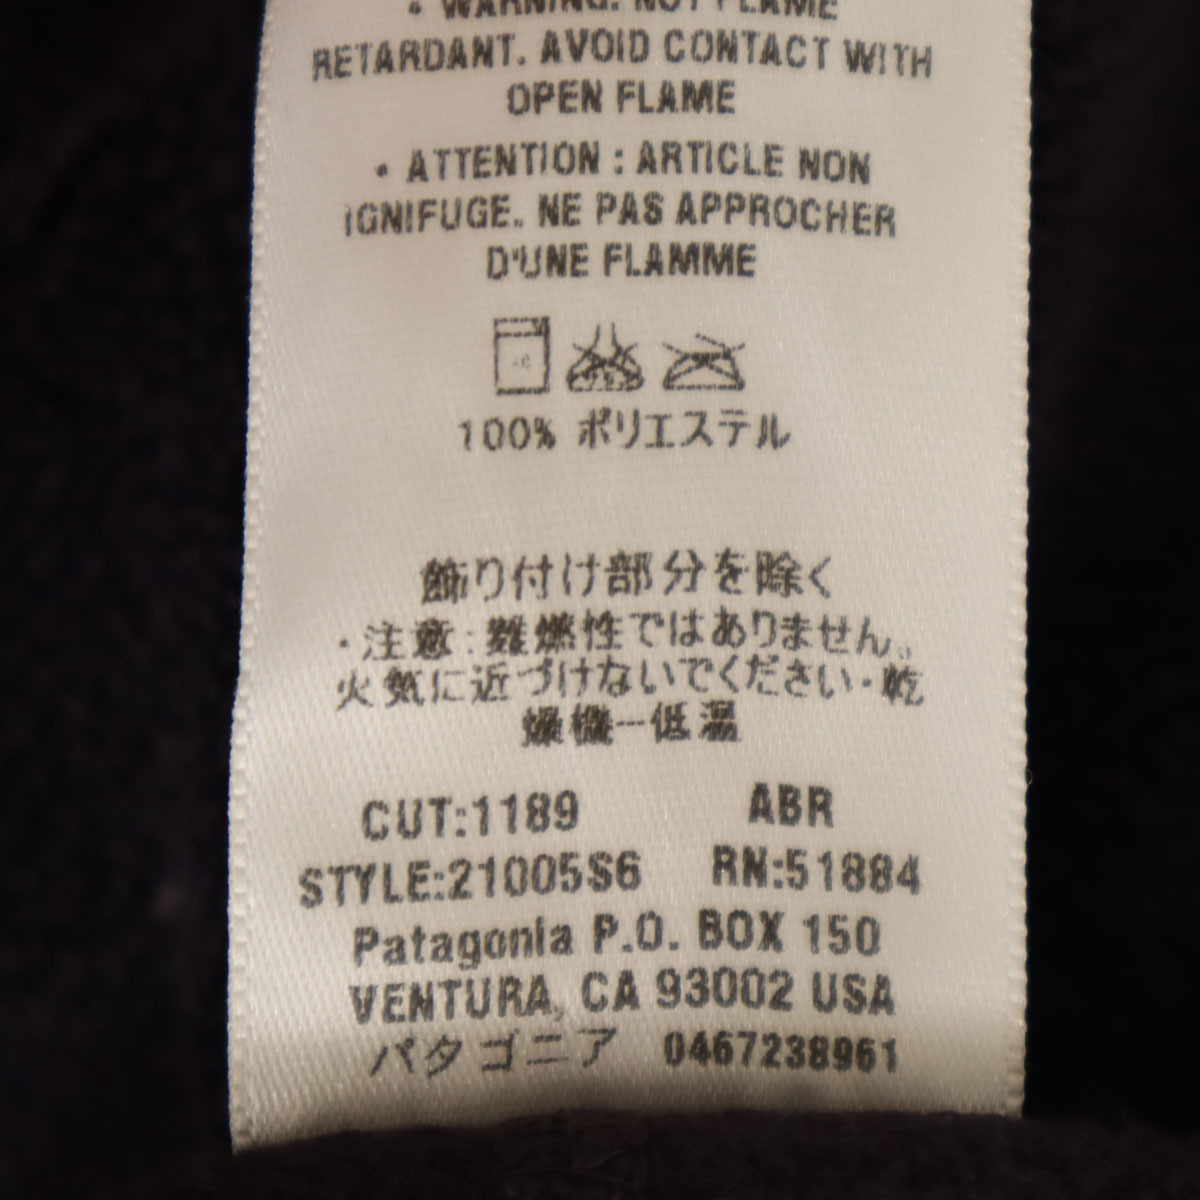 • WARNING: NOT FLAME
RETARDANT. AVOID CONTACT WITH
OPEN FLAME
• ATTENTION : ARTICLE NON
IGNIFUGE. NE PAS APPROCHER
D'UNE FLAMME
100% ポリエステル
飾り付け部分を除く
・注意：難燃性ではありません。
火気に近づけないでください・乾
燥機ー低温
CUT:1189 ABR
STYLE:21005S6 RN:51884
Patagonia P.O. BOX 150
VENTURA, CA 93002 USA
パタゴニア 0467238961